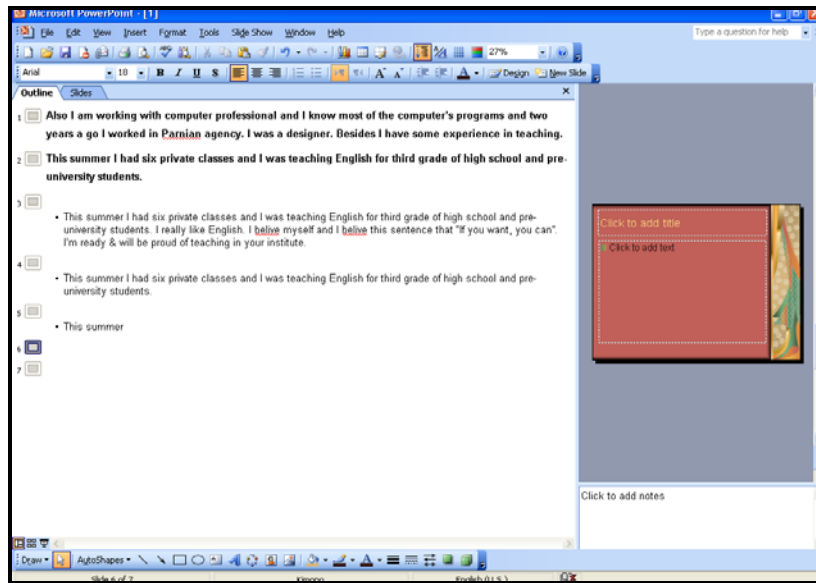 Microsoft PowerPoint - [1]
File Edit View Insert Format Tools Slide Show Window Help
Type a question for help
27%
Arial 18 B I U S A A A Design New Slide
Outline Slides
1 Also I am working with computer professional and I know most of the computer's programs and two
years a go I worked in Parnian agency. I was a designer. Besides I have some experience in teaching.
2 This summer I had six private classes and I was teaching English for third grade of high school and pre-
university students.
3
• This summer I had six private classes and I was teaching English for third grade of high school and pre-
university students. I really like English. I belive myself and I belive this sentence that "If you want, you can".
I'm ready & will be proud of teaching in your institute.
4
• This summer I had six private classes and I was teaching English for third grade of high school and pre-
university students.
5
• This summer
6
7
Click to add title
Click to add text
Click to add notes
Draw AutoShapes A
Slide 6 of 7 Kimono English (U.S.)